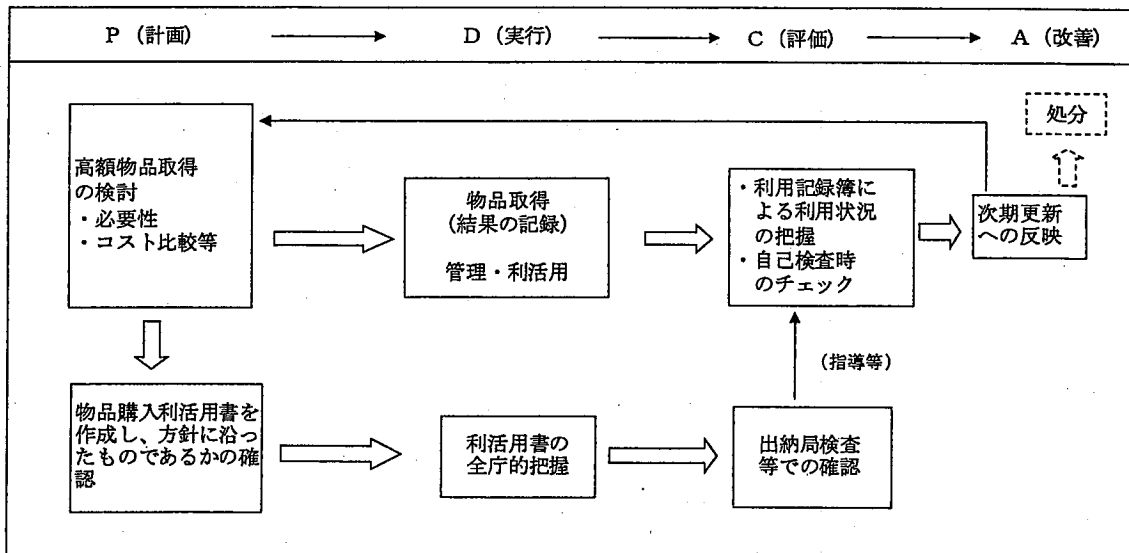 P（計画）
D（実行）
C（評価）
A（改善）
処分
高額物品取得
の検討
・必要性
・コスト比較等
物品取得
(結果の記録)
管理・利活用
・利用記録簿に
よる利用状況
の把握
・自己検査時
のチェック
次期更新
への反映
(指導等)
物品購入利活用書を
作成し、方針に沿っ
たものであるかの確
認
利活用書の
全庁的把握
出納局検査
等での確認